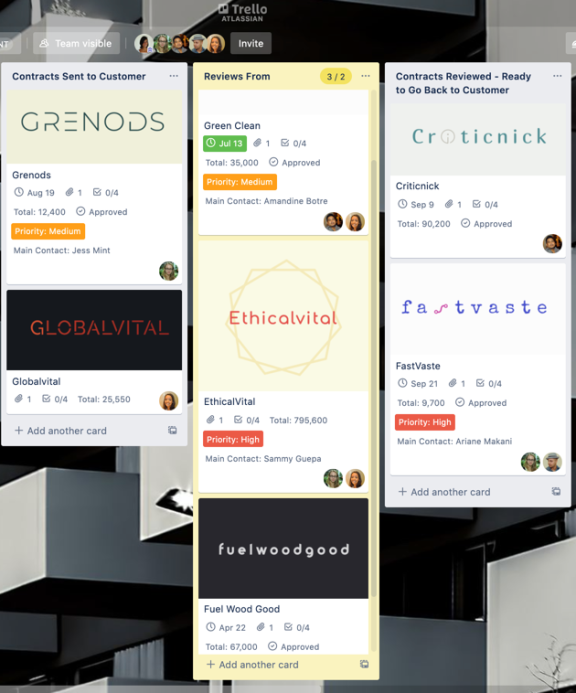 Trello
ATLASSIAN
NT
Team visible
Invite
Contracts Sent to Customer
GRENODS
Grenods
Aug 19 1 0/4
Total: 12,400 Approved
Priority: Medium
Main Contact: Jess Mint
GLOBALVITAL
Globalvital
1 0/4 Total: 25,550
+ Add another card
Reviews From 3 / 2
Green Clean
Jul 13 1 0/4
Total: 35,000 Approved
Priority: Medium
Main Contact: Amandine Botre
Ethicalvital
EthicalVital
1 0/4 Total: 795,600
Priority: High
Main Contact: Sammy Guepa
fuelwoodgood
Fuel Wood Good
Apr 22 1 0/4
Total: 67,000 Approved
+ Add another card
Contracts Reviewed - Ready
to Go Back to Customer
Criticnick
Criticnick
Sep 9 1 0/4
Total: 90,200 Approved
fastvaste
FastVaste
Sep 21 1 0/4
Total: 9,700 Approved
Priority: High
Main Contact: Ariane Makani
+ Add another card